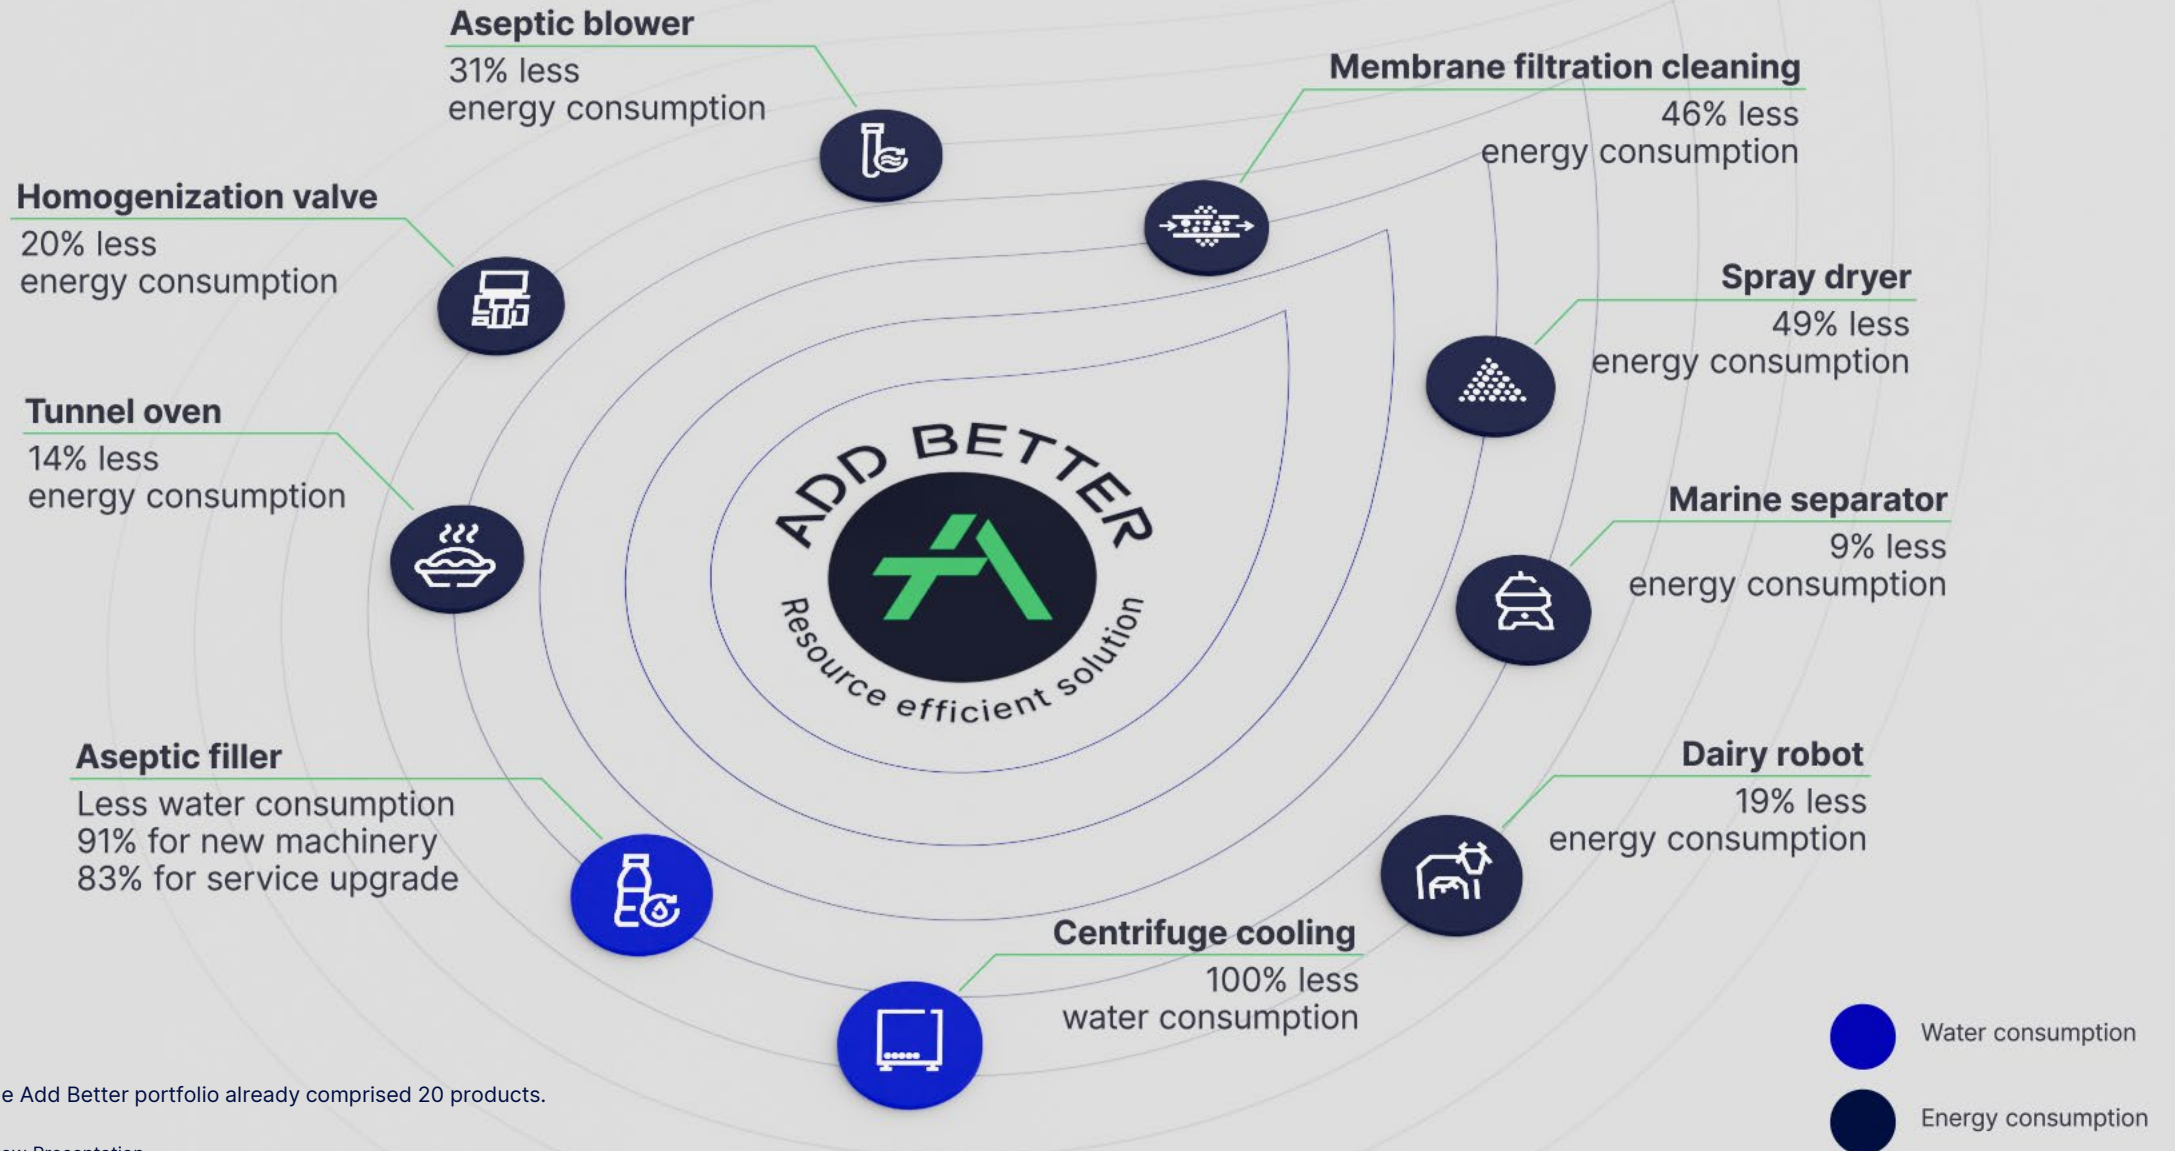 Aseptic blower
31% less
energy consumption
Membrane filtration cleaning
46% less
energy consumption
Homogenization valve
20% less
energy consumption
Spray dryer
49% less
energy consumption
Tunnel oven
14% less
energy consumption
ADD BETTER
Resource efficient solution
Marine separator
9% less
energy consumption
Aseptic filler
Less water consumption
91% for new machinery
83% for service upgrade
Dairy robot
19% less
energy consumption
Centrifuge cooling
100% less
water consumption
Water consumption
Energy consumption
e Add Better portfolio already comprised 20 products.
Presentation